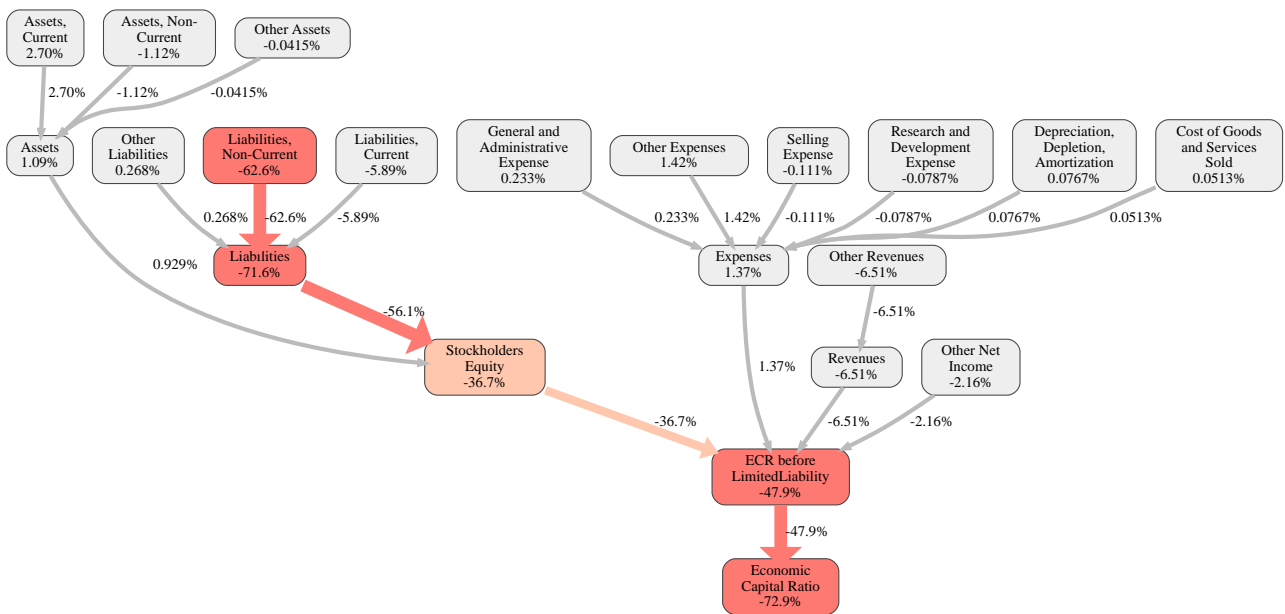 Assets,
Current
2.70%
Assets, Non-
Current
-1.12%
Other Assets
-0.0415%
2.70%
-1.12%
-0.0415%
Assets
1.09%
Other
Liabilities
0.268%
Liabilities,
Non-Current
-62.6%
Liabilities,
Current
-5.89%
General and
Administrative
Expense
0.233%
Other Expenses
1.42%
Selling
Expense
-0.111%
Research and
Development
Expense
-0.0787%
Depreciation,
Depletion,
Amortization
0.0767%
Cost of Goods
and Services
Sold
0.0513%
0.268%
-62.6%
-5.89%
0.233%
1.42%
-0.111%
-0.0787%
0.0767%
0.0513%
0.929%
Liabilities
-71.6%
Expenses
1.37%
Other Revenues
-6.51%
-56.1%
-6.51%
Stockholders
Equity
-36.7%
1.37%
Revenues
-6.51%
Other Net
Income
-2.16%
-36.7%
-6.51%
-2.16%
ECR before
LimitedLiability
-47.9%
-47.9%
Economic
Capital Ratio
-72.9%